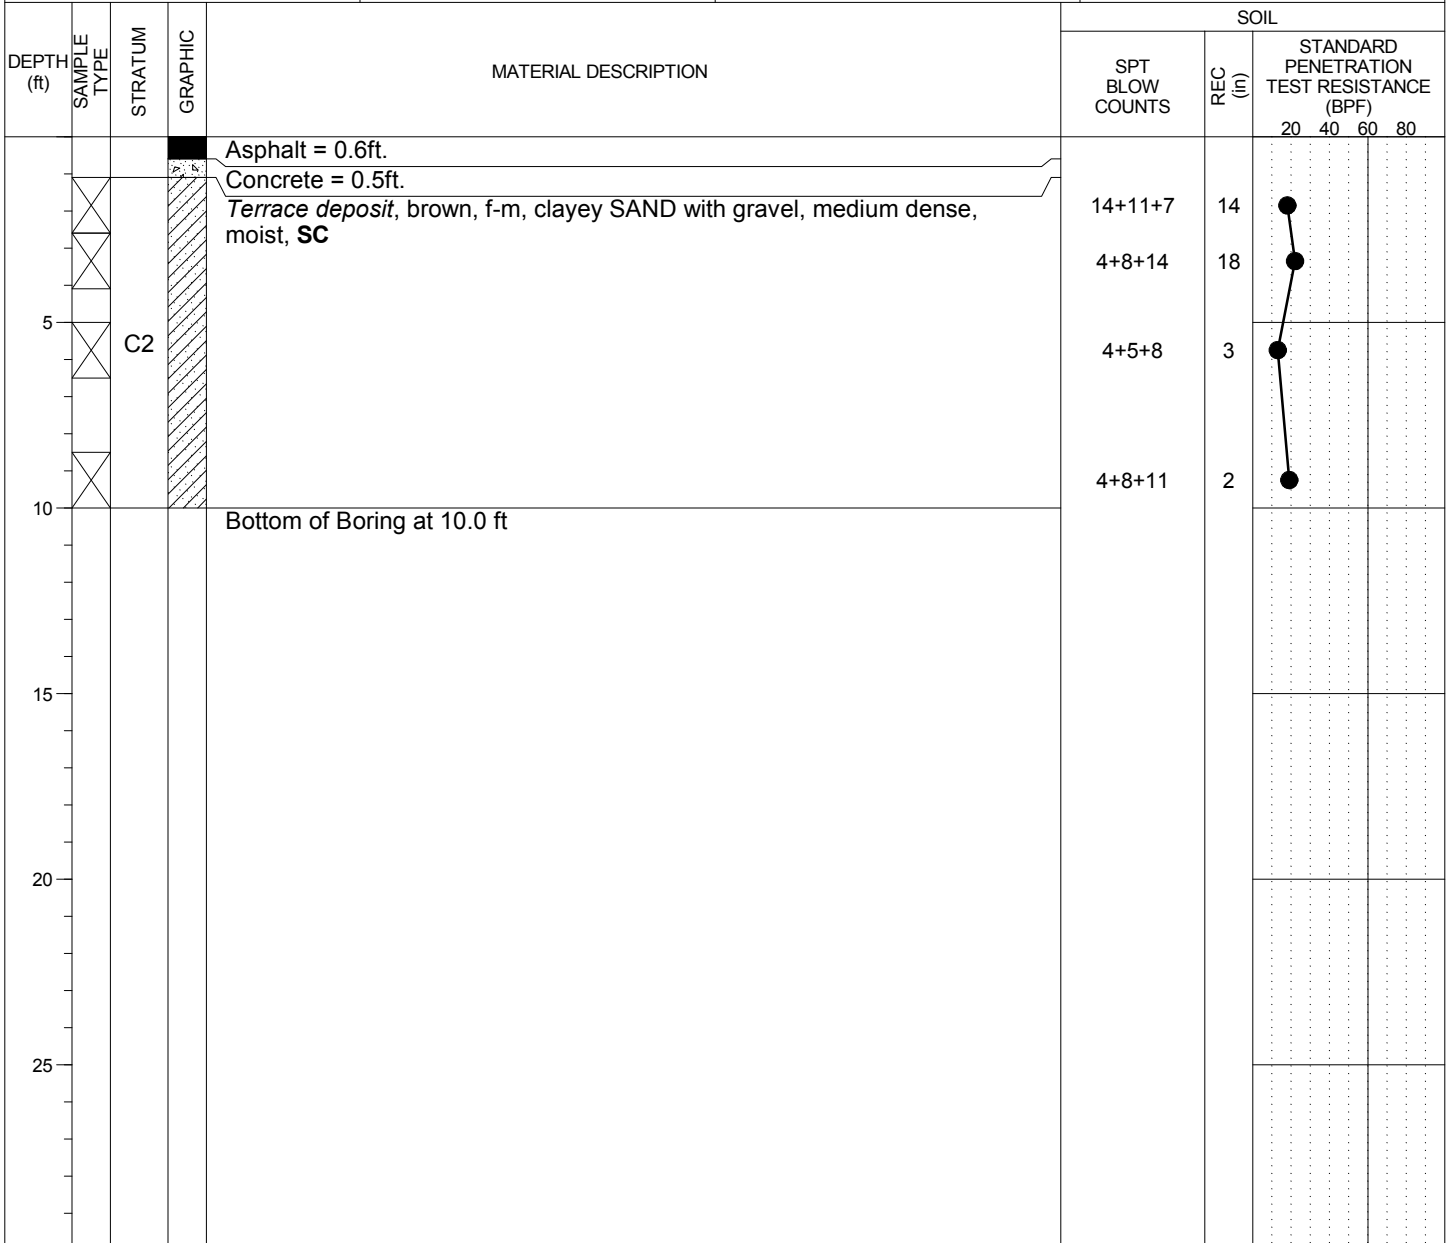 SOIL
DEPTH
(ft)
SAMPLE
TYPE
STRATUM
GRAPHIC
MATERIAL DESCRIPTION
SPT
BLOW
COUNTS
REC
(in)
STANDARD
PENETRATION
TEST RESISTANCE
(BPF)
20 40 60 80
Asphalt = 0.6ft.
Concrete = 0.5ft.
Terrace deposit, brown, f-m, clayey SAND with gravel, medium dense,
moist, SC
14+11+7 14
4+8+14 18
5
C2
4+5+8 3
4+8+11 2
10
Bottom of Boring at 10.0 ft
15
20
25